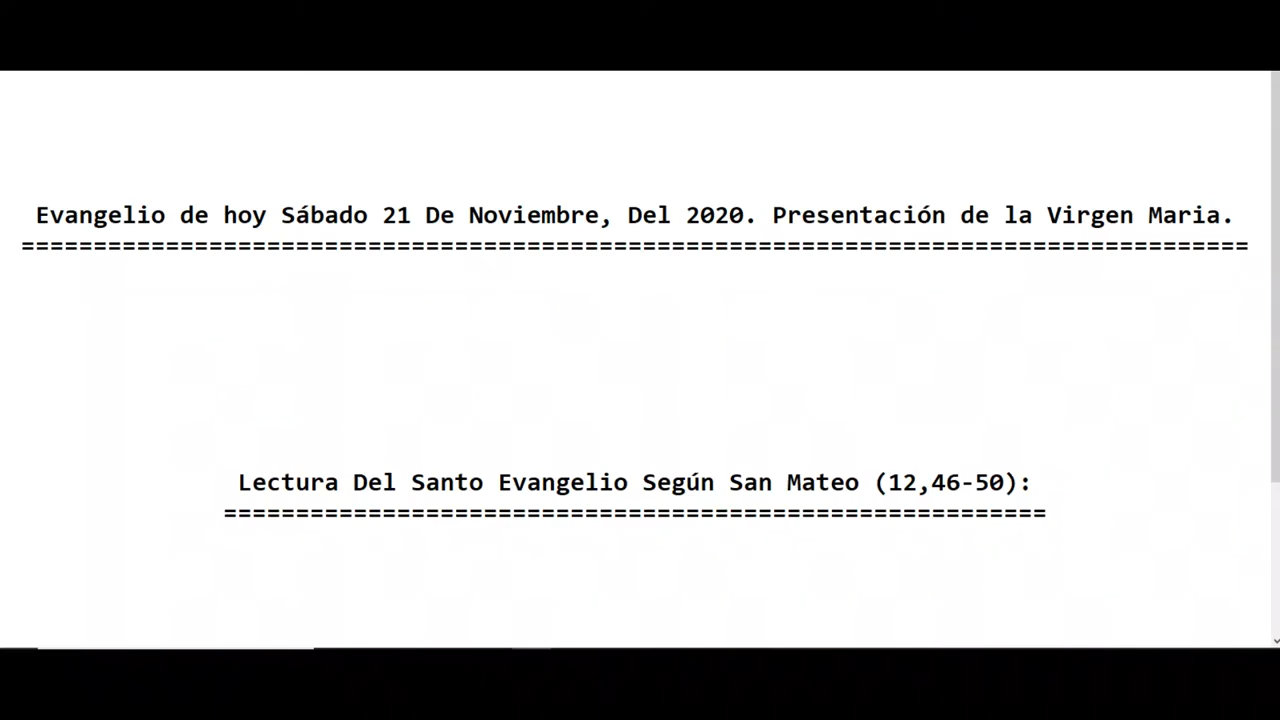 Evangelio de hoy Sábado 21 De Noviembre, Del 2020. Presentación de la Virgen Maria.
=====================================================================================
Lectura Del Santo Evangelio Según San Mateo (12,46-50):
=========================================================